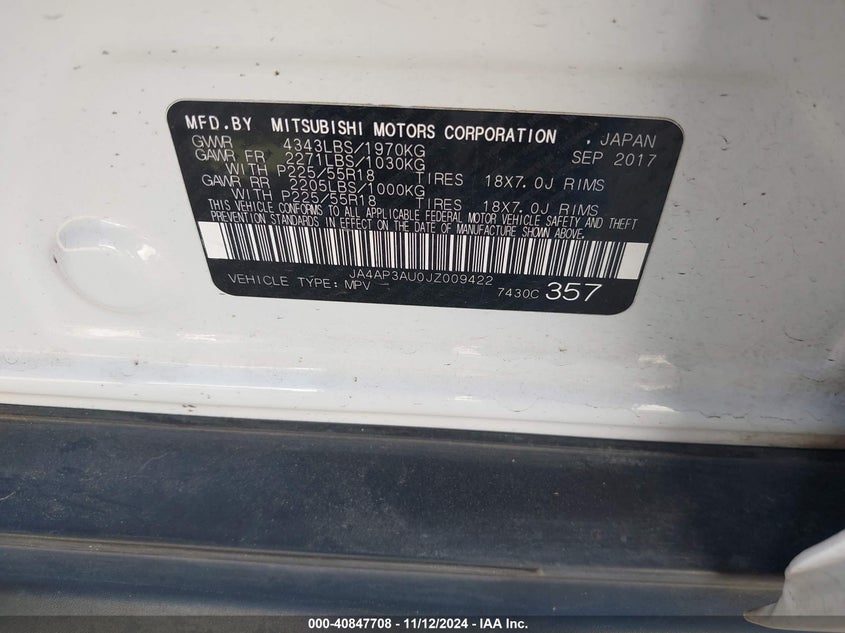 MFD.BY MITSUBISHI MOTORS CORPORATION , JAPAN
GVWR 4343LBS/1970KG SEP 2017
GAWR FR 2271LBS/1030KG
WITH P225/55R18 TIRES 18X7.0J RIMS
GAWR RR 2205LBS/1000KG
WITH P225/55R18 TIRES 18X7.0J RIMS
THIS VEHICLE CONFORMS TO ALL APPLICABLE FEDERAL MOTOR VEHICLE SAFETY AND THEFT
PREVENTION STANDARDS IN EFFECT ON THE DATE OF MANUFACTURE SHOWN ABOVE.
JA4AP3AU0JZ009422
VEHICLE TYPE: MPV 7430C 357
000-40847708 - 11/12/2024 - IAA Inc.